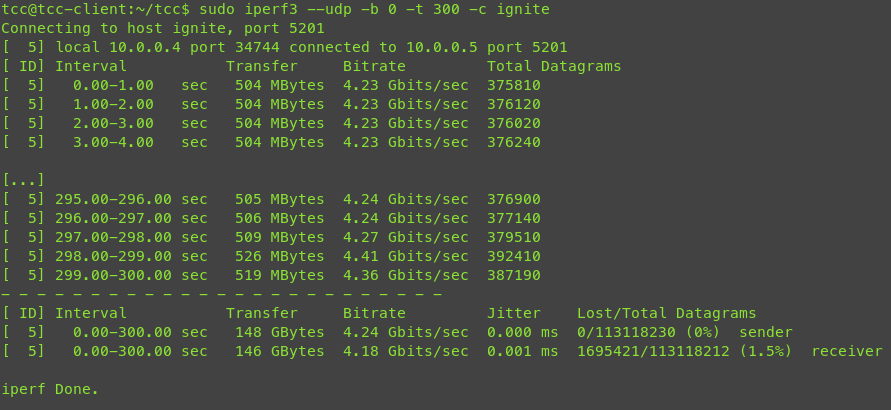 tcc@tcc-client:~/tcc$ sudo iperf3 --udp -b 0 -t 300 -c ignite
Connecting to host ignite, port 5201
[  5] local 10.0.0.4 port 34744 connected to 10.0.0.5 port 5201
[ ID] Interval           Transfer     Bitrate         Total Datagrams
[  5]   0.00-1.00   sec   504 MBytes  4.23 Gbits/sec  375810
[  5]   1.00-2.00   sec   504 MBytes  4.23 Gbits/sec  376120
[  5]   2.00-3.00   sec   504 MBytes  4.23 Gbits/sec  376020
[  5]   3.00-4.00   sec   504 MBytes  4.23 Gbits/sec  376240
[...]
[  5] 295.00-296.00 sec   505 MBytes  4.24 Gbits/sec  376900
[  5] 296.00-297.00 sec   506 MBytes  4.24 Gbits/sec  377140
[  5] 297.00-298.00 sec   509 MBytes  4.27 Gbits/sec  379510
[  5] 298.00-299.00 sec   526 MBytes  4.41 Gbits/sec  392410
[  5] 299.00-300.00 sec   519 MBytes  4.36 Gbits/sec  387190
- - - - - - - - - - - - - - - - - - - - - - - - -
[ ID] Interval           Transfer     Bitrate         Jitter    Lost/Total Datagrams
[  5]   0.00-300.00 sec   148 GBytes  4.24 Gbits/sec  0.000 ms  0/113118230 (0%)  sender
[  5]   0.00-300.00 sec   146 GBytes  4.18 Gbits/sec  0.001 ms  1695421/113118212 (1.5%)  receiver
iperf Done.